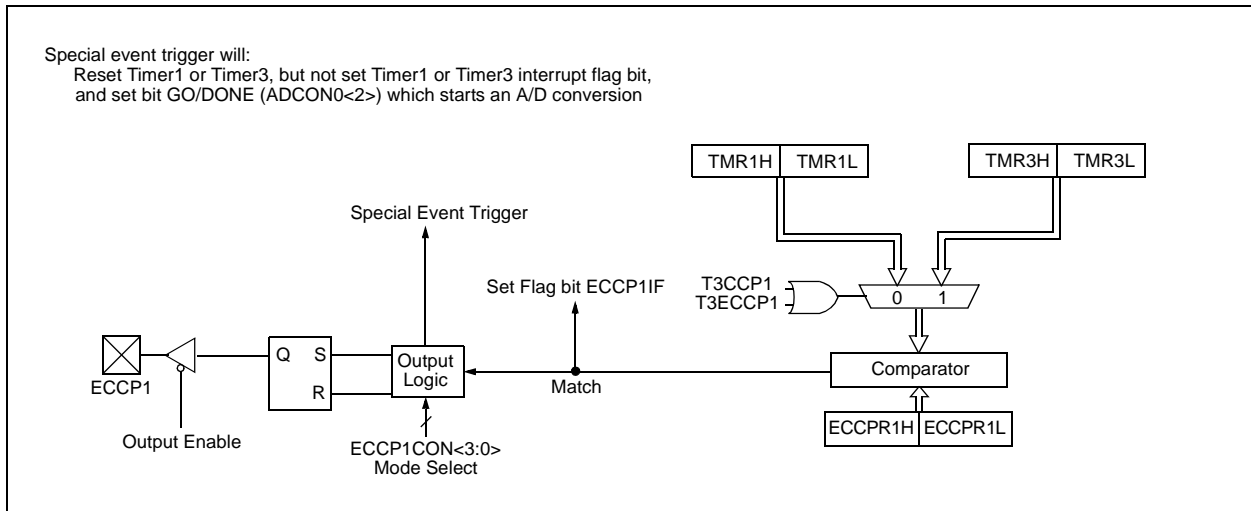 Special event trigger will:
Reset Timer1 or Timer3, but not set Timer1 or Timer3 interrupt flag bit,
and set bit GO/DONE (ADCON0<2>) which starts an A/D conversion
TMR1H TMR1L
TMR3H TMR3L
Special Event Trigger
Set Flag bit ECCP1IF
T3CCP1
T3ECCP1
0 1
Q S
R
Output
Logic
Match
Comparator
ECCP1
Output Enable
ECCP1CON<3:0>
Mode Select
ECCPR1H ECCPR1L